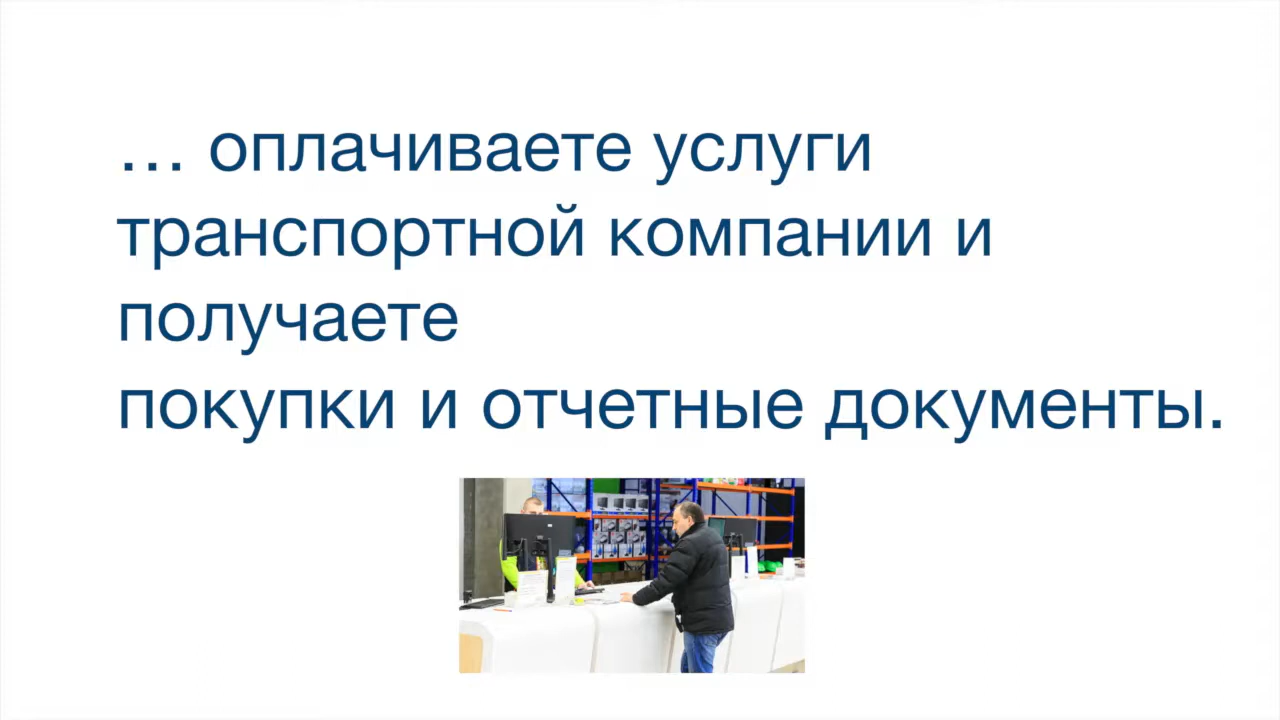 … оплачиваете услуги
транспортной компании и
получаете
покупки и отчетные документы.